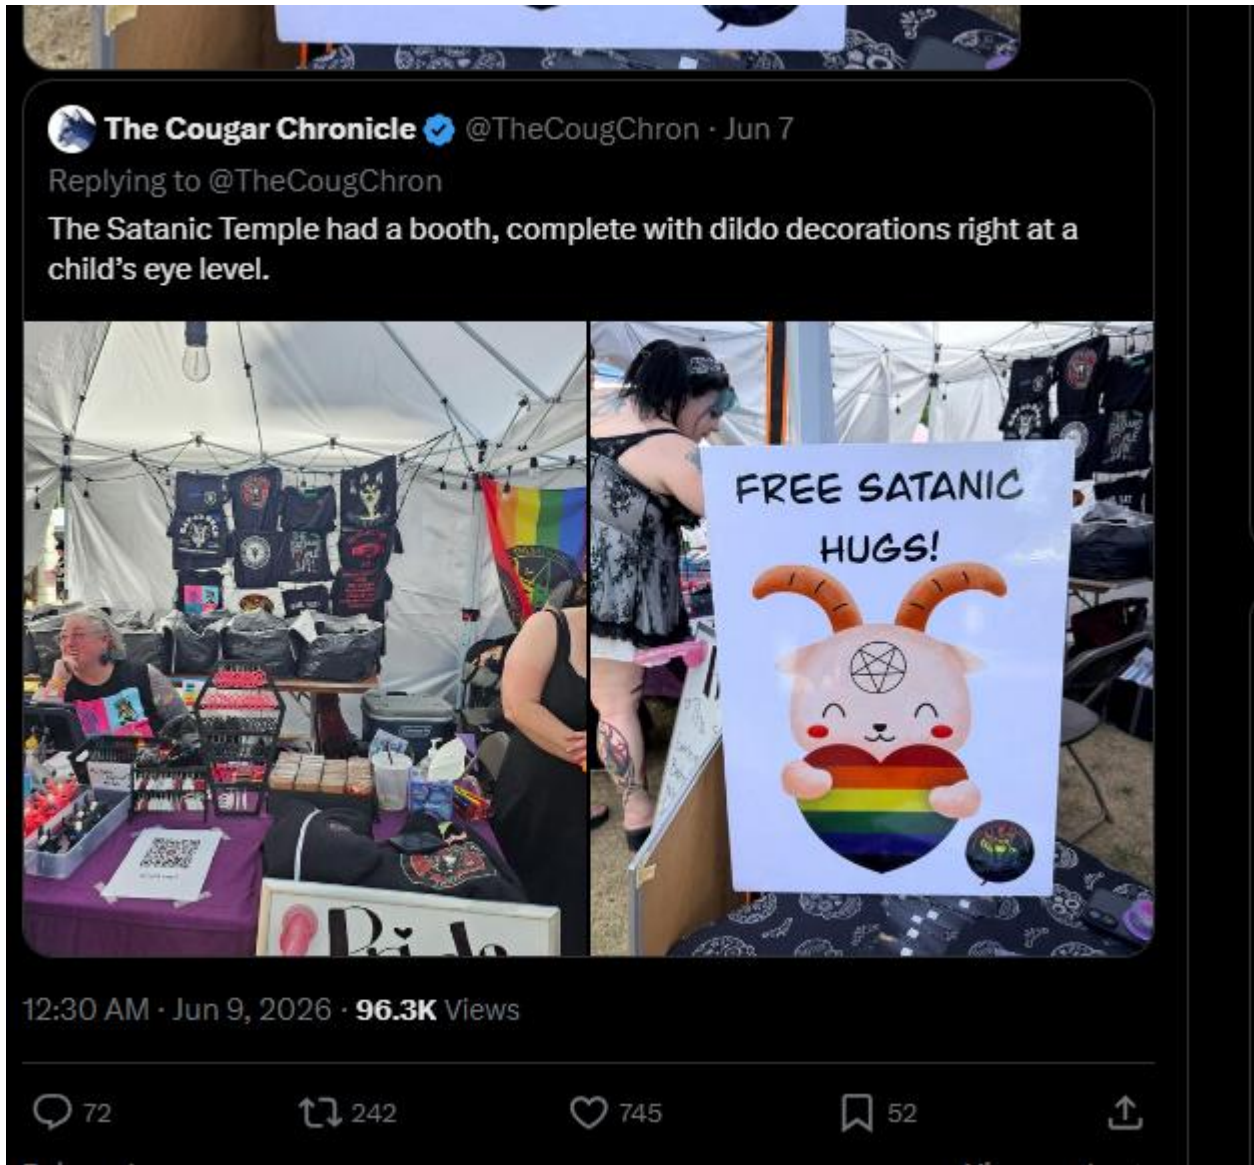 The Cougar Chronicle @TheCougChron · Jun 7
Replying to @TheCougChron
The Satanic Temple had a booth, complete with dildo decorations right at a
child's eye level.
Pride
FREE SATANIC
HUGS!
12:30 AM · Jun 9, 2026 · 96.3K Views
72 242 745 52